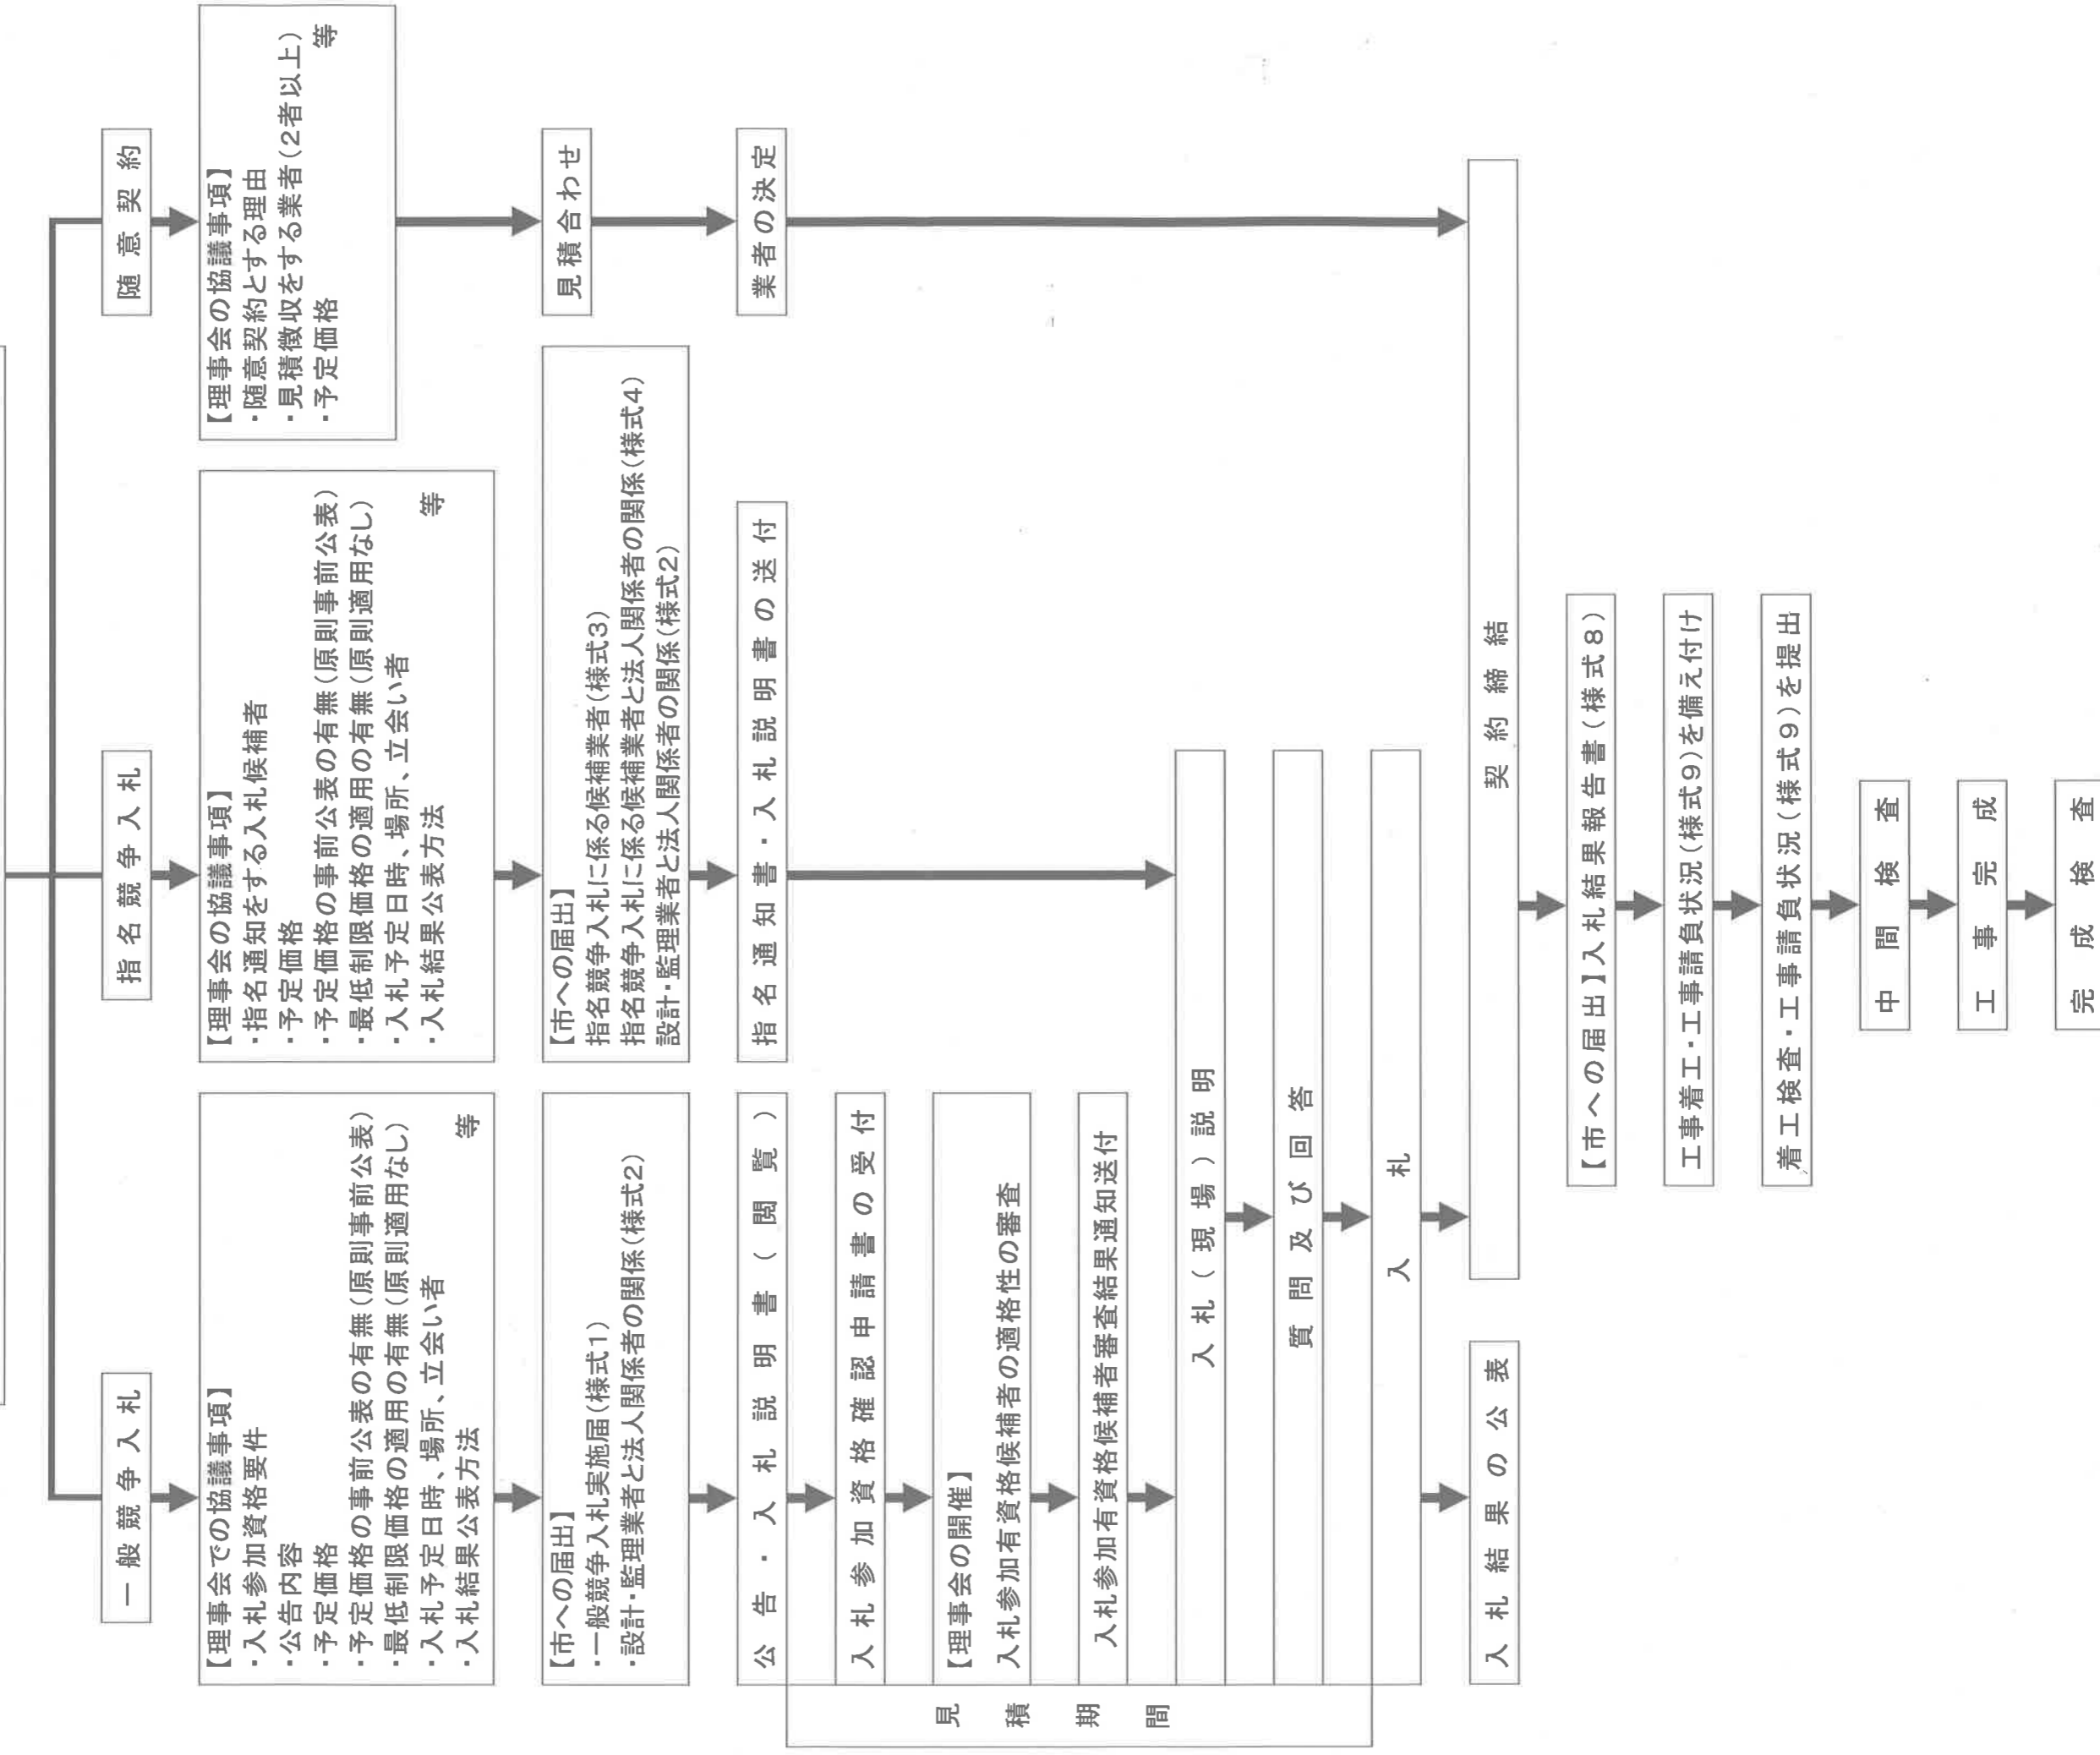 一般競争入札
指名競争入札
随意契約
【理事会での協議事項】
・入札参加資格要件
・公告内容
・予定価格
・予定価格の事前公表の有無(原則事前公表)
・最低制限価格の適用の有無(原則適用なし)
・入札予定日時、場所、立会い者
・入札結果公表方法 等
【理事会の協議事項】
・指名通知をする入札候補者
・予定価格
・予定価格の事前公表の有無(原則事前公表)
・最低制限価格の適用の有無(原則適用なし)
・入札予定日時、場所、立会い者
・入札結果公表方法 等
【理事会の協議事項】
・随意契約とする理由
・見積徴収をする業者(2者以上)
・予定価格 等
【市への届出】
・一般競争入札実施届(様式1)
・設計・監理業者と法人関係者の関係(様式2)
【市への届出】
指名競争入札に係る候補業者(様式3)
指名競争入札に係る候補業者と法人関係者の関係(様式4)
設計・監理業者と法人関係者の関係(様式2)
見積合わせ
公告・入札説明書(閲覧)
指名通知書・入札説明書の送付
業者の決定
見積期間
入札参加資格確認申請書の受付
【理事会の開催】
入札参加有資格候補者の適格性の審査
入札参加有資格候補者審査結果通知送付
入札(現場)説明
質問及び回答
入札
入札結果の公表
契約締結
【市への届出】入札結果報告書(様式8)
工事着工・工事請負状況(様式9)を備え付け
着工検査・工事請負状況(様式9)を提出
中間検査
工事完成
完成検査